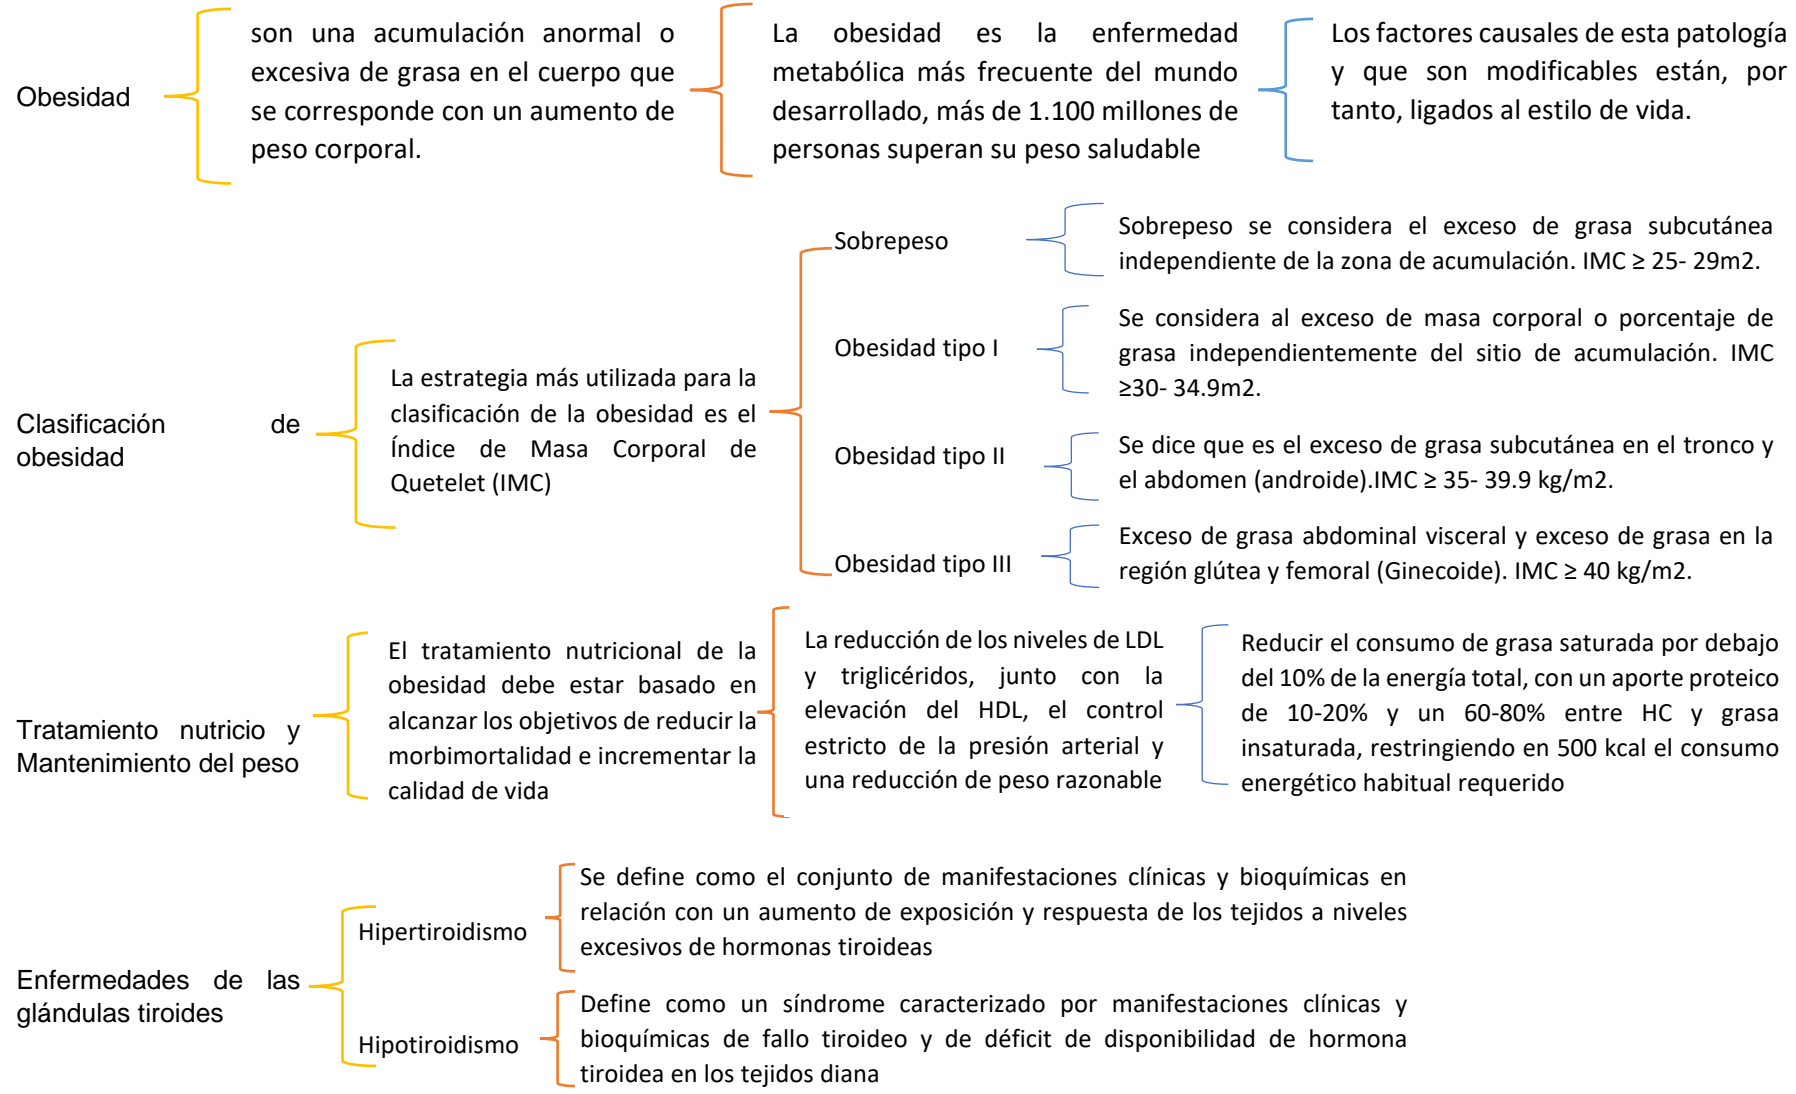 Obesidad
son una acumulación anormal o
excesiva de grasa en el cuerpo que
se corresponde con un aumento de
peso corporal.
La obesidad es la enfermedad
metabólica más frecuente del mundo
desarrollado, más de 1.100 millones de
personas superan su peso saludable
Los factores causales de esta patología
y que son modificables están, por
tanto, ligados al estilo de vida.
Clasificación de
obesidad
La estrategia más utilizada para la
clasificación de la obesidad es el
Índice de Masa Corporal de
Quetelet (IMC)
Sobrepeso
Sobrepeso se considera el exceso de grasa subcutánea
independiente de la zona de acumulación. IMC ≥ 25- 29m2.
Obesidad tipo I
Se considera al exceso de masa corporal o porcentaje de
grasa independientemente del sitio de acumulación. IMC
≥30- 34.9m2.
Obesidad tipo II
Se dice que es el exceso de grasa subcutánea en el tronco y
el abdomen (androide).IMC ≥ 35- 39.9 kg/m2.
Obesidad tipo III
Exceso de grasa abdominal visceral y exceso de grasa en la
región glútea y femoral (Ginecoide). IMC ≥ 40 kg/m2.
Tratamiento nutricio y
Mantenimiento del peso
El tratamiento nutricional de la
obesidad debe estar basado en
alcanzar los objetivos de reducir la
morbimortalidad e incrementar la
calidad de vida
La reducción de los niveles de LDL
y triglicéridos, junto con la
elevación del HDL, el control
estricto de la presión arterial y
una reducción de peso razonable
Reducir el consumo de grasa saturada por debajo
del 10% de la energía total, con un aporte proteico
de 10-20% y un 60-80% entre HC y grasa
insaturada, restringiendo en 500 kcal el consumo
energético habitual requerido
Enfermedades de las
glándulas tiroides
Hipertiroidismo
Se define como el conjunto de manifestaciones clínicas y bioquímicas en
relación con un aumento de exposición y respuesta de los tejidos a niveles
excesivos de hormonas tiroideas
Hipotiroidismo
Define como un síndrome caracterizado por manifestaciones clínicas y
bioquímicas de fallo tiroideo y de déficit de disponibilidad de hormona
tiroidea en los tejidos diana